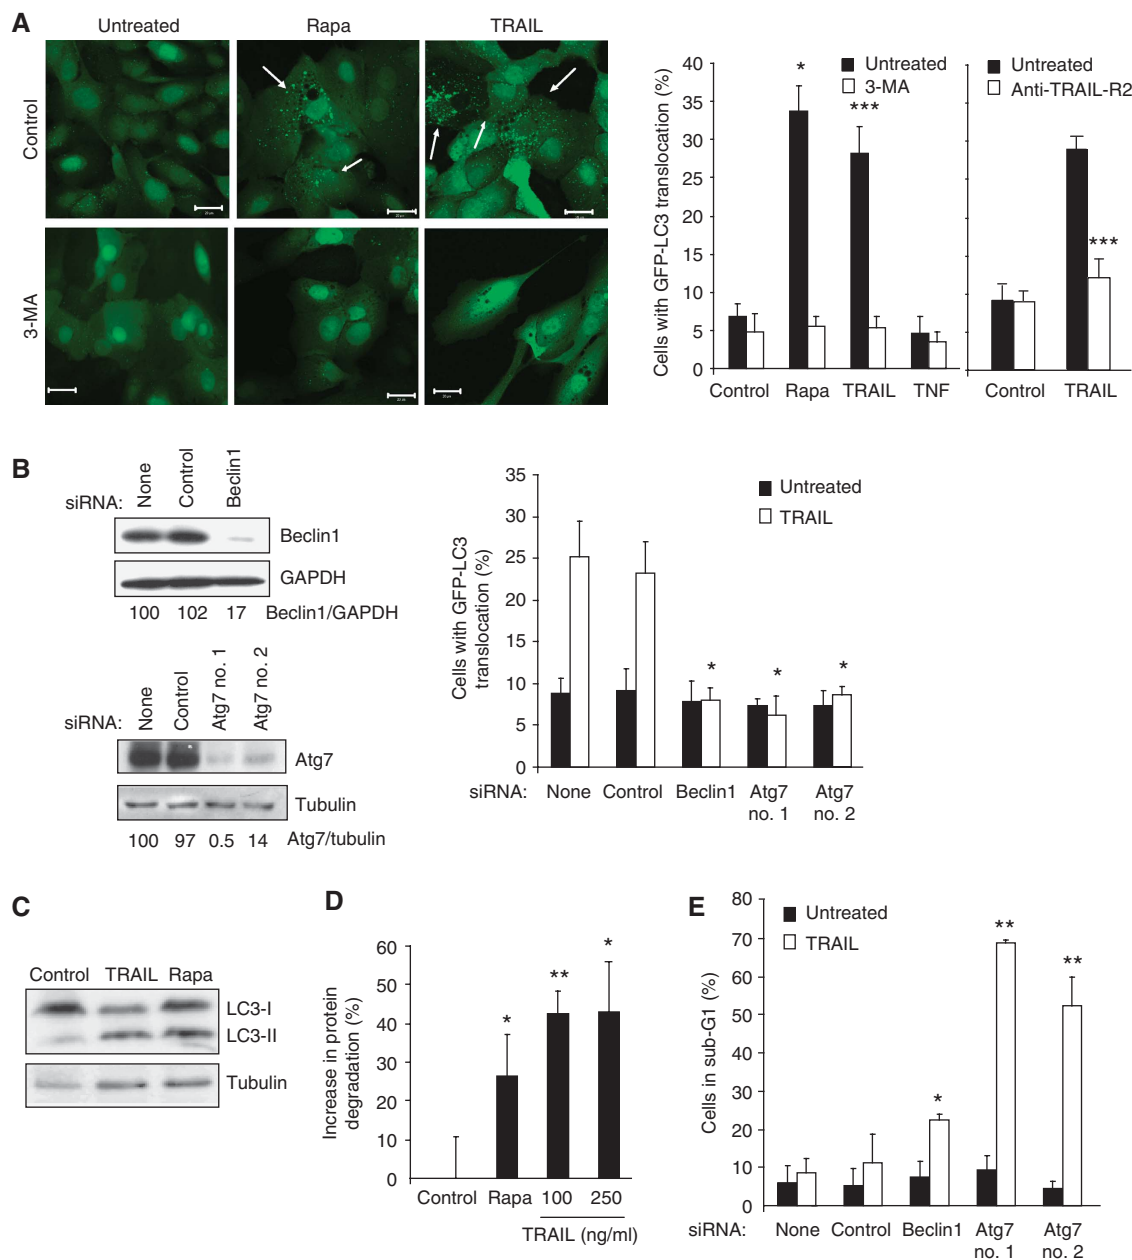 A
Untreated
Rapa
TRAIL
Control
3-MA
Cells with GFP-LC3 translocation (%)
40
35
30
25
20
15
10
5
0
Untreated
3-MA
*
***
Control
Rapa
TRAIL
TNF
Untreated
Anti-TRAIL-R2
***
Control
TRAIL
B
siRNA:
None
Control
Beclin1
Beclin1
GAPDH
100 102 17 Beclin1/GAPDH
siRNA:
None
Control
Atg7 no. 1
Atg7 no. 2
Atg7
Tubulin
100 97 0.5 14 Atg7/tubulin
Cells with GFP-LC3
translocation (%)
35
30
25
20
15
10
5
0
Untreated
TRAIL
*
*
*
siRNA: None Control Beclin1 Atg7 Atg7
no. 1 no. 2
C
Control TRAIL Rapa
LC3-I
LC3-II
Tubulin
D
Increase in protein
degradation (%)
60
50
40
30
20
10
0
*
**
*
Control Rapa 100 250
TRAIL (ng/ml)
E
Cells in sub-G1 (%)
80
70
60
50
40
30
20
10
0
Untreated
TRAIL
*
**
**
siRNA: None Control Beclin1 Atg7 Atg7
no. 1 no. 2